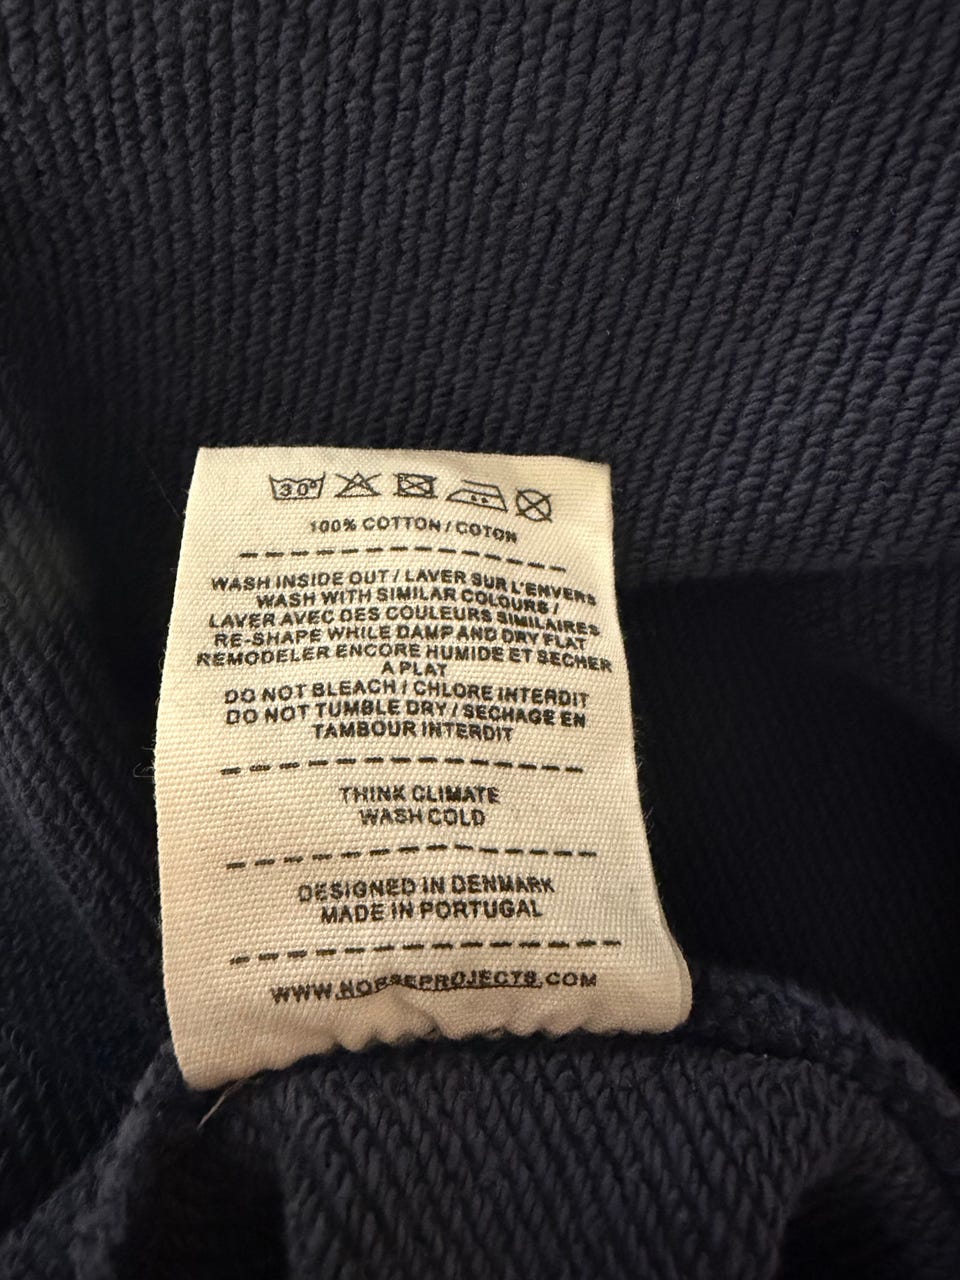 30°
100% COTTON / COTON
WASH INSIDE OUT / LAVER SUR L'ENVERS
WASH WITH SIMILAR COLOURS /
LAVER AVEC DES COULEURS SIMILAIRES
RE-SHAPE WHILE DAMP AND DRY FLAT
REMODELER ENCORE HUMIDE ET SECHER
A PLAT
DO NOT BLEACH / CHLORE INTERDIT
DO NOT TUMBLE DRY / SECHAGE EN
TAMBOUR INTERDIT
THINK CLIMATE
WASH COLD
DESIGNED IN DENMARK
MADE IN PORTUGAL
WWW.NORSEPROJECTS.COM